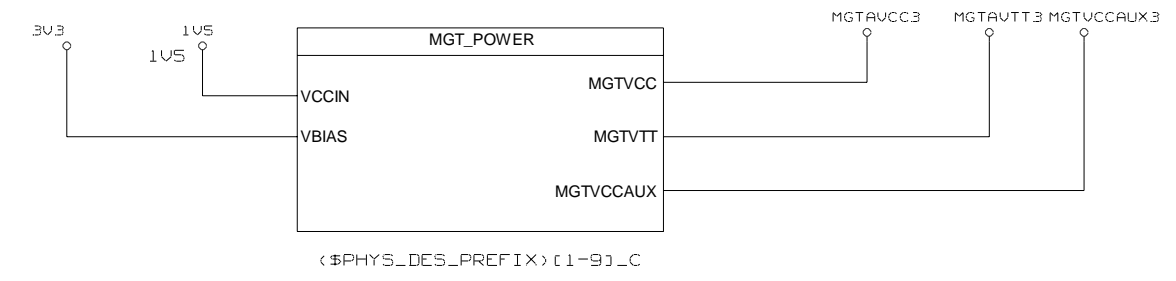 3V3
1V5
1V5
MGTAVCC3
MGTAVTT3
MGTVCCAUX3
MGT_POWER
VCCIN
VBIAS
MGTVCC
MGTVTT
MGTVCCAUX
($PHYS_DES_PREFIX)[1-9]_C